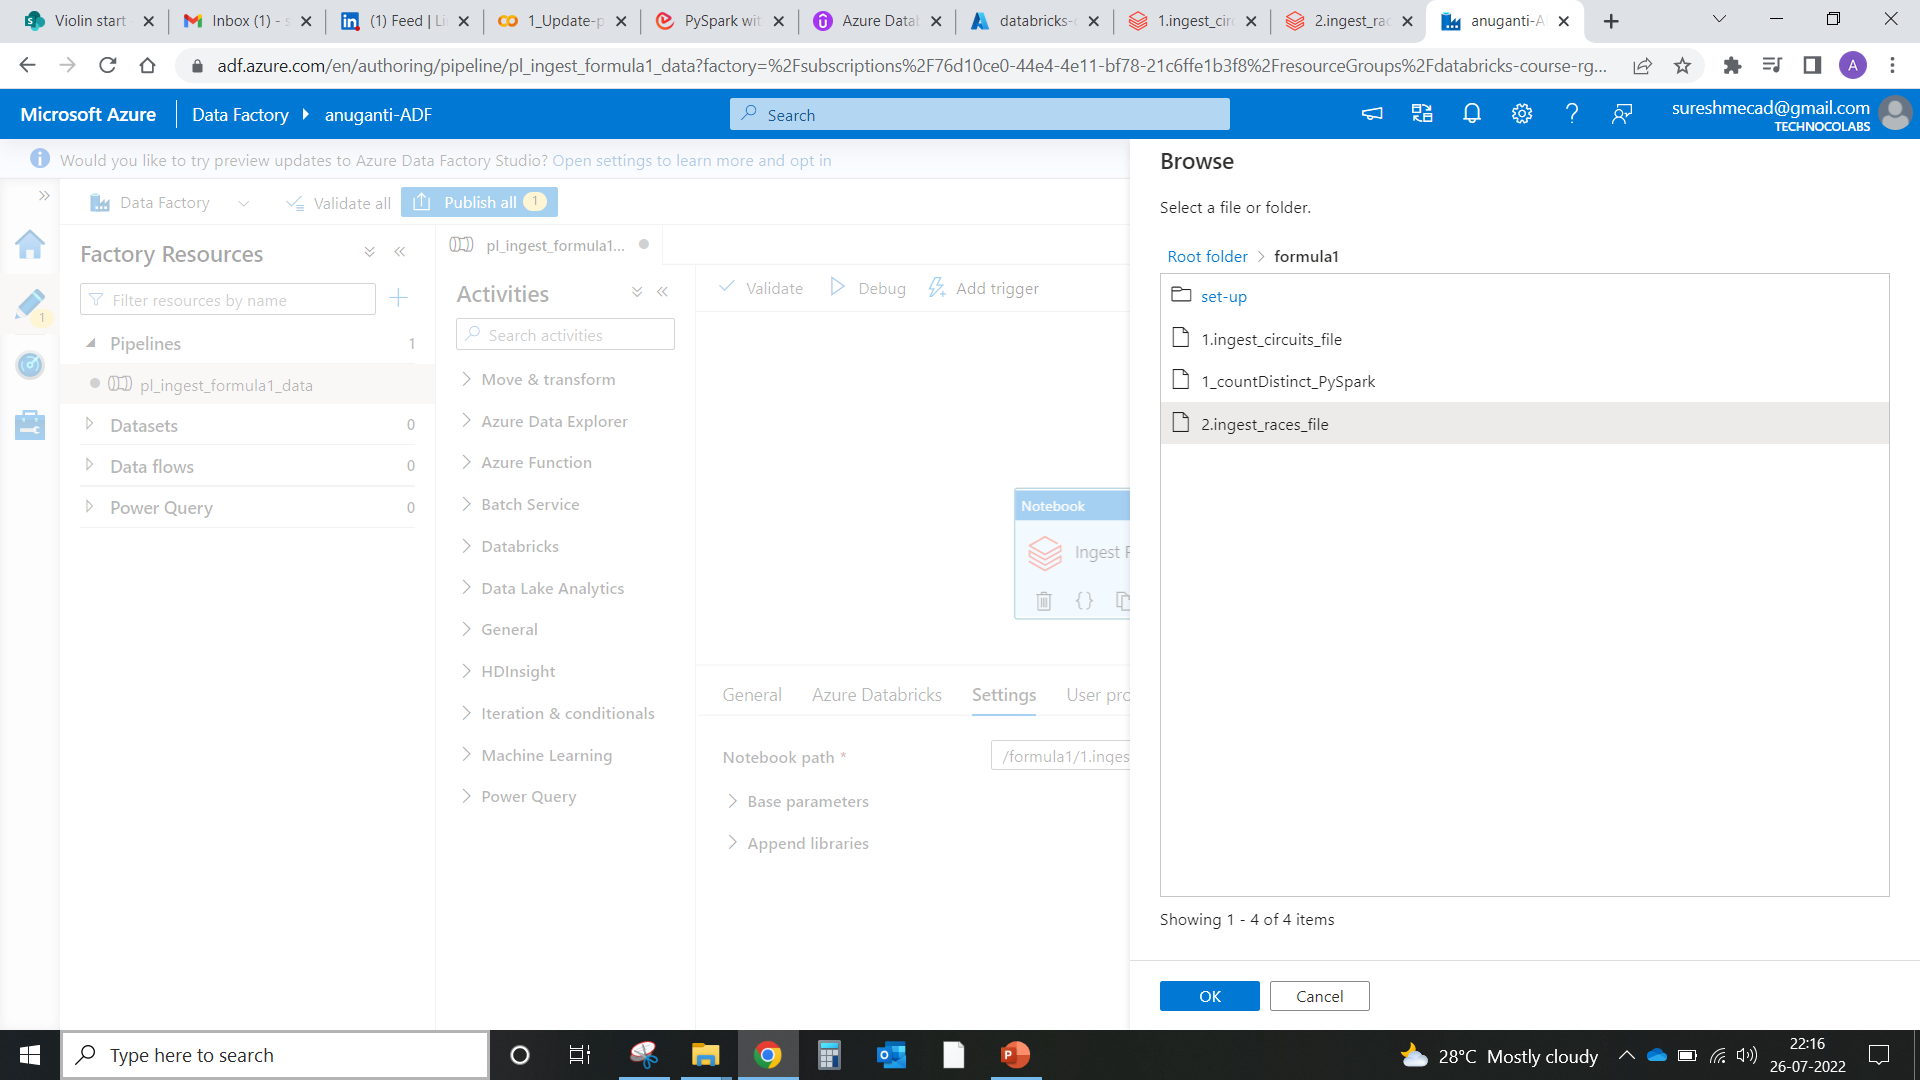 Violin start
Inbox (1) - s
(1) Feed | Li
1_Update-p
PySpark wit
Azure Datab
databricks-c
1.ingest_circ
2.ingest_rac
anuganti-A
adf.azure.com/en/authoring/pipeline/pl_ingest_formula1_data?factory=%2Fsubscriptions%2F76d10ce0-44e4-4e11-bf78-21c6ffe1b3f8%2FresourceGroups%2Fdatabricks-course-rg...
A
Microsoft Azure
Data Factory
anuganti-ADF
Search
sureshmecad@gmail.com
TECHNOCOLABS
Would you like to try preview updates to Azure Data Factory Studio? Open settings to learn more and opt in
Data Factory
Validate all
Publish all
1
Factory Resources
Filter resources by name
1
Pipelines
1
pl_ingest_formula1_data
Datasets
0
Data flows
0
Power Query
0
pl_ingest_formula1...
Activities
Search activities
Move & transform
Azure Data Explorer
Azure Function
Batch Service
Databricks
Data Lake Analytics
General
HDInsight
Iteration & conditionals
Machine Learning
Power Query
Validate
Debug
Add trigger
Notebook
Ingest
General
Azure Databricks
Settings
User pro
Notebook path *
/formula1/1.inges
Base parameters
Append libraries
Browse
Select a file or folder.
Root folder > formula1
set-up
1.ingest_circuits_file
1_countDistinct_PySpark
2.ingest_races_file
Showing 1 - 4 of 4 items
OK
Cancel
Type here to search
28°C Mostly cloudy
22:16
26-07-2022